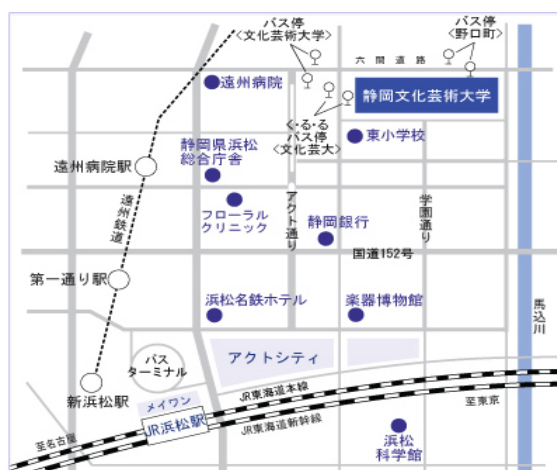 バス停
<文化芸術大学>
バス停
<野口町>
六間道路
遠州病院
静岡文化芸術大学
く・る・る
バス停
<文化芸大>
東小学校
静岡県浜松
総合庁舎
遠州病院駅
遠州鉄道
フローラル
クリニック
アクト通り
静岡銀行
学園通り
国道152号
第一通り駅
浜松名鉄ホテル
楽器博物館
馬込川
バス
ターミナル
アクトシティ
新浜松駅
メイワン
JR東海道本線
至東京
JR浜松駅
JR東海道新幹線
至名古屋
浜松
科学館